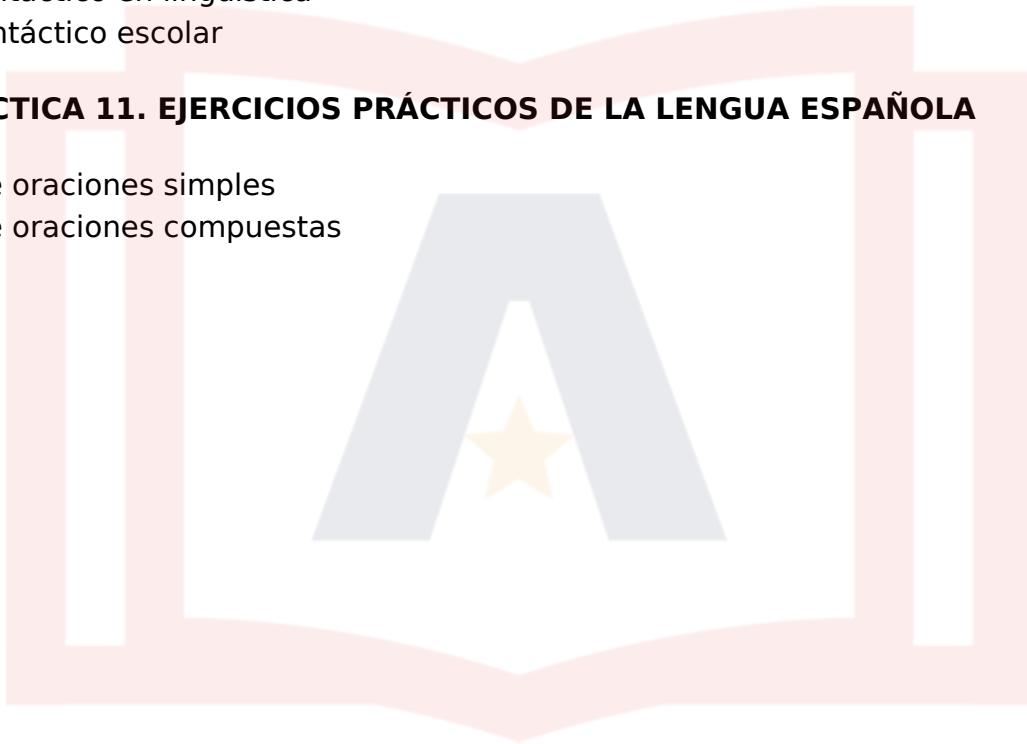 ntáctico escolar
CTICA 11. EJERCICIOS PRÁCTICOS DE LA LENGUA ESPAÑOLA
e oraciones simples
e oraciones compuestas